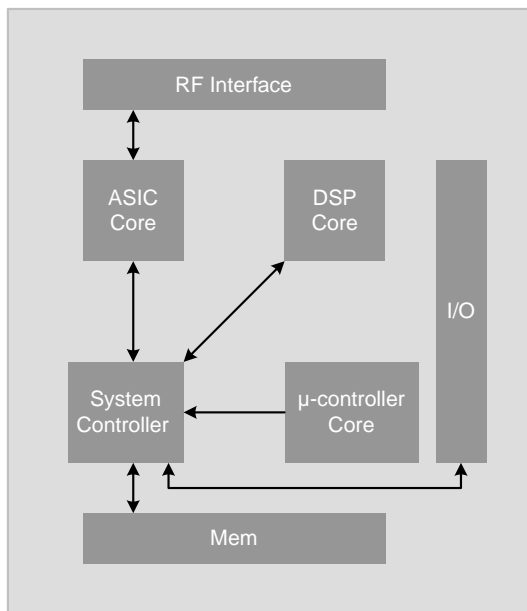 RF Interface
ASIC
Core
DSP
Core
I/O
System
Controller
µ-controller
Core
Mem